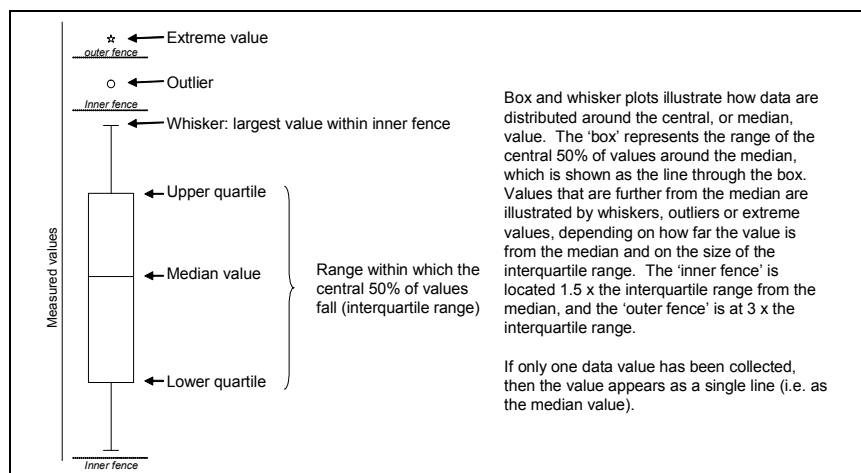 Extreme value
outer fence
Outlier
Inner fence
Whisker: largest value within inner fence
Upper quartile
Measured values
Median value
Range within which the
central 50% of values
fall (interquartile range)
Lower quartile
Inner fence
Box and whisker plots illustrate how data are
distributed around the central, or median,
value. The ‘box’ represents the range of the
central 50% of values around the median,
which is shown as the line through the box.
Values that are further from the median are
illustrated by whiskers, outliers or extreme
values, depending on how far the value is
from the median and on the size of the
interquartile range. The ‘inner fence’ is
located 1.5 x the interquartile range from the
median, and the ‘outer fence’ is at 3 x the
interquartile range.
If only one data value has been collected,
then the value appears as a single line (i.e. as
the median value).